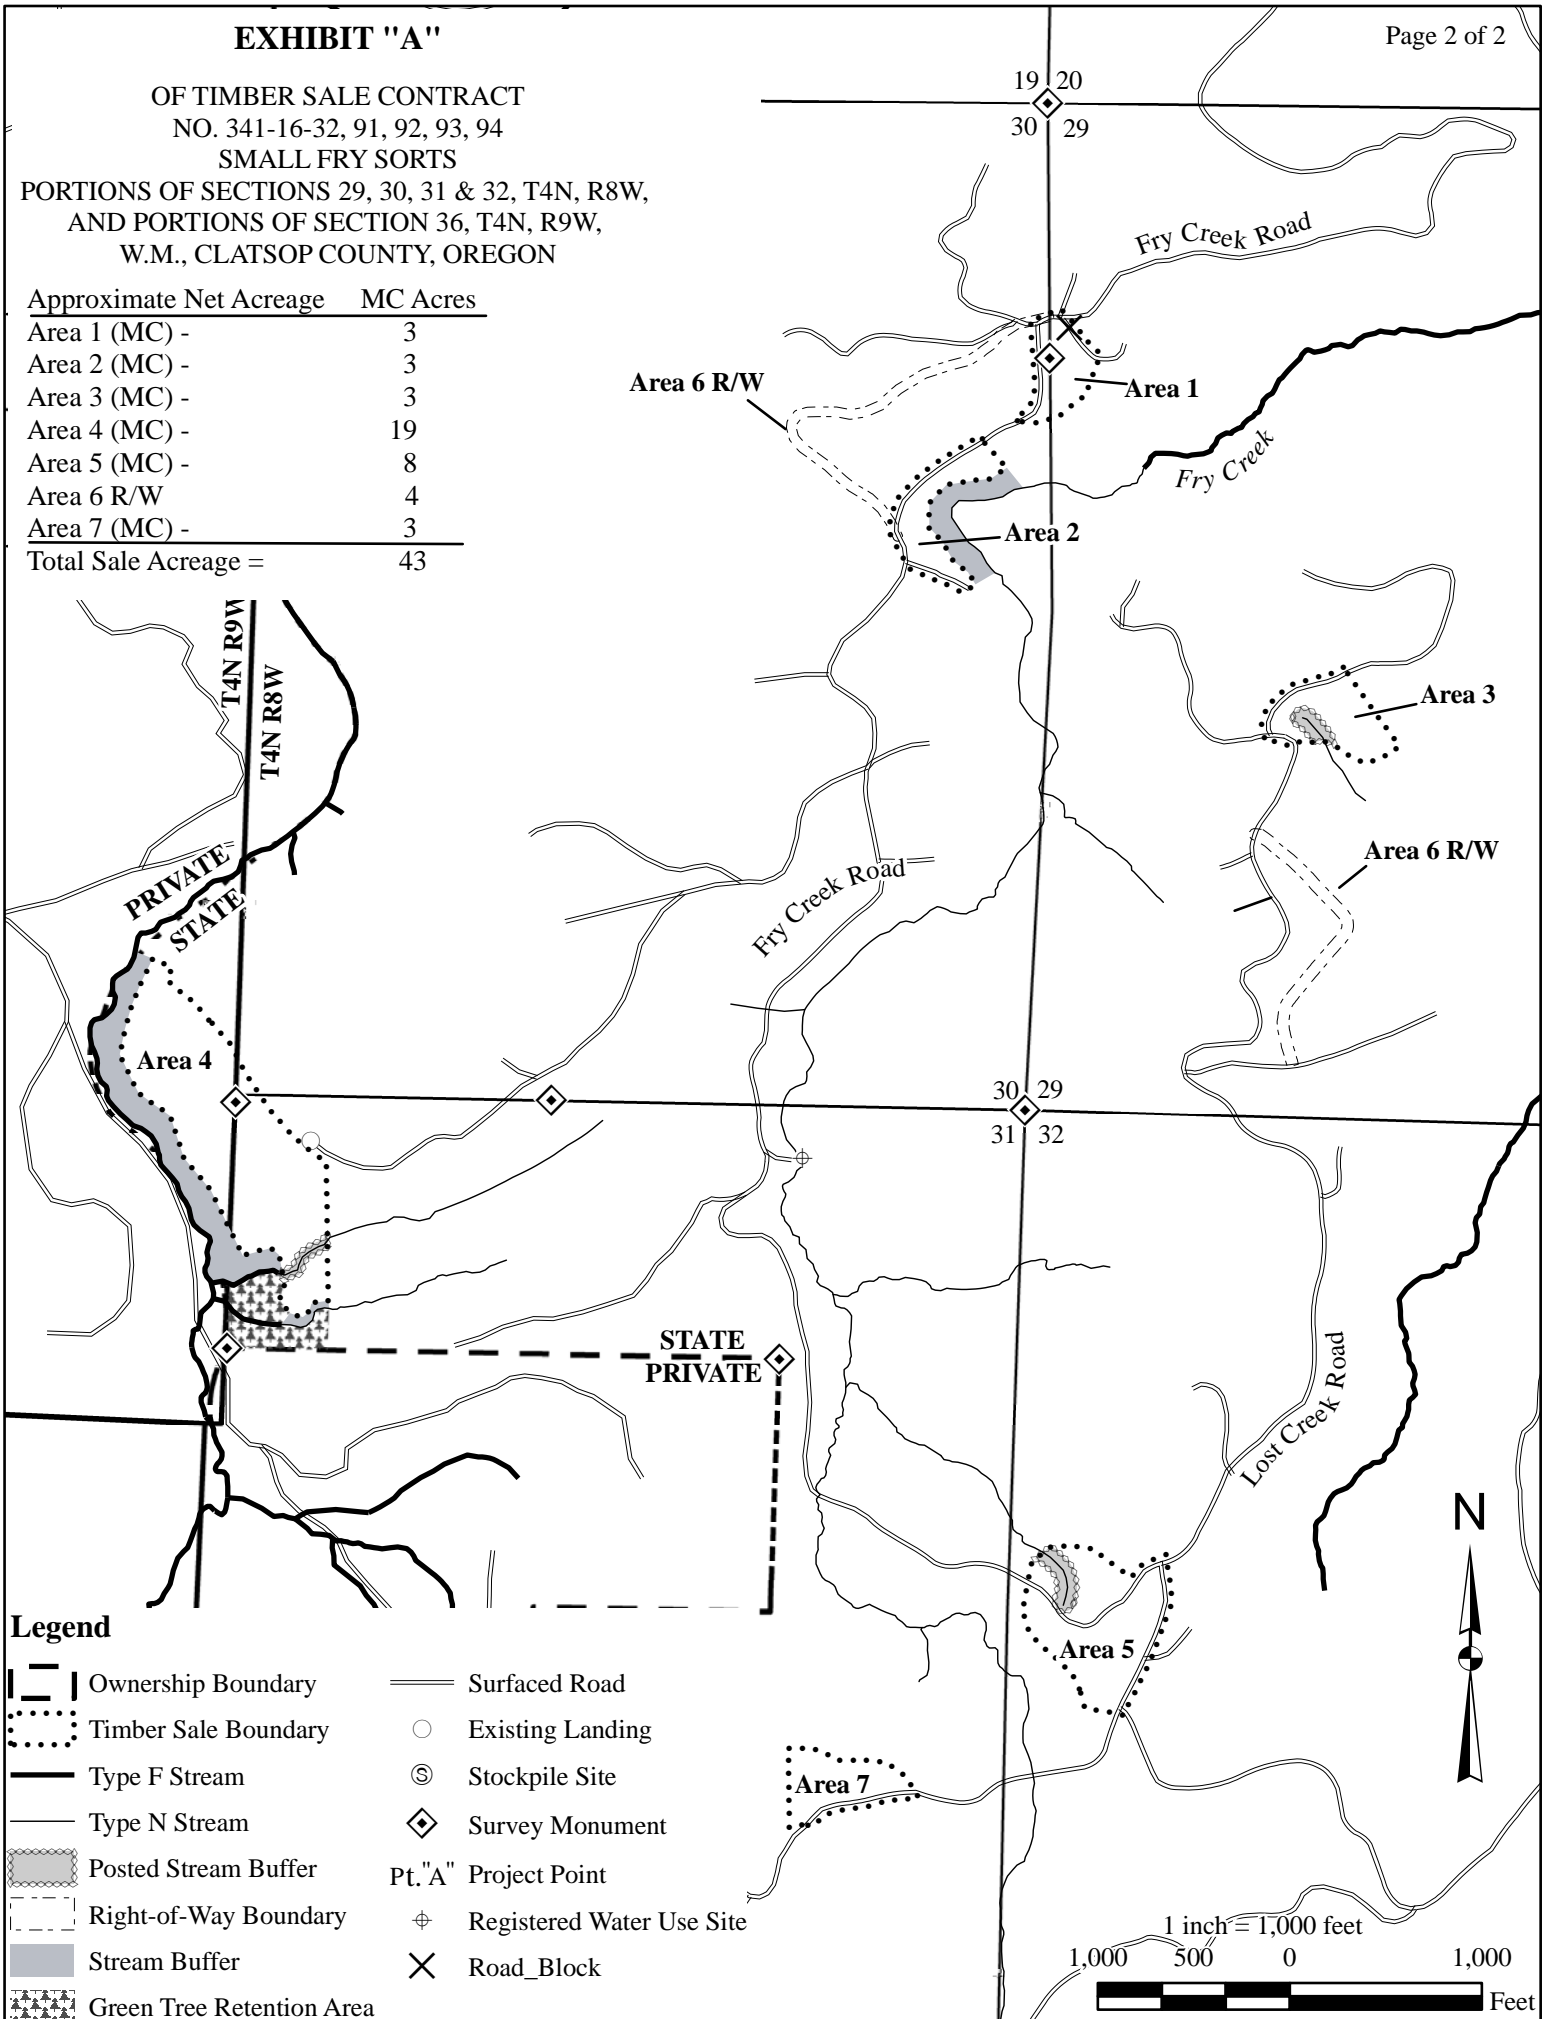 EXHIBIT "A"
Page 2 of 2
OF TIMBER SALE CONTRACT
NO. 341-16-32, 91, 92, 93, 94
SMALL FRY SORTS
PORTIONS OF SECTIONS 29, 30, 31 & 32, T4N, R8W,
AND PORTIONS OF SECTION 36, T4N, R9W,
W.M., CLATSOP COUNTY, OREGON
Approximate Net Acreage MC Acres
Area 1 (MC) - 3
Area 2 (MC) - 3
Area 3 (MC) - 3
Area 4 (MC) - 19
Area 5 (MC) - 8
Area 6 R/W 4
Area 7 (MC) - 3
Total Sale Acreage = 43
19 20
30 29
Fry Creek Road
Area 6 R/W
Area 1
Fry Creek
Area 2
T4N R9W
T4N R8W
Area 3
PRIVATE
STATE
Fry Creek Road
Area 6 R/W
Area 4
30 29
31 32
STATE
PRIVATE
Lost Creek Road
N
Area 5
Area 7
Legend
Ownership Boundary
Timber Sale Boundary
Type F Stream
Type N Stream
Posted Stream Buffer
Right-of-Way Boundary
Stream Buffer
Green Tree Retention Area
Surfaced Road
Existing Landing
S Stockpile Site
Survey Monument
Pt."A" Project Point
Registered Water Use Site
Road_Block
1 inch = 1,000 feet
1,000 500 0 1,000
Feet